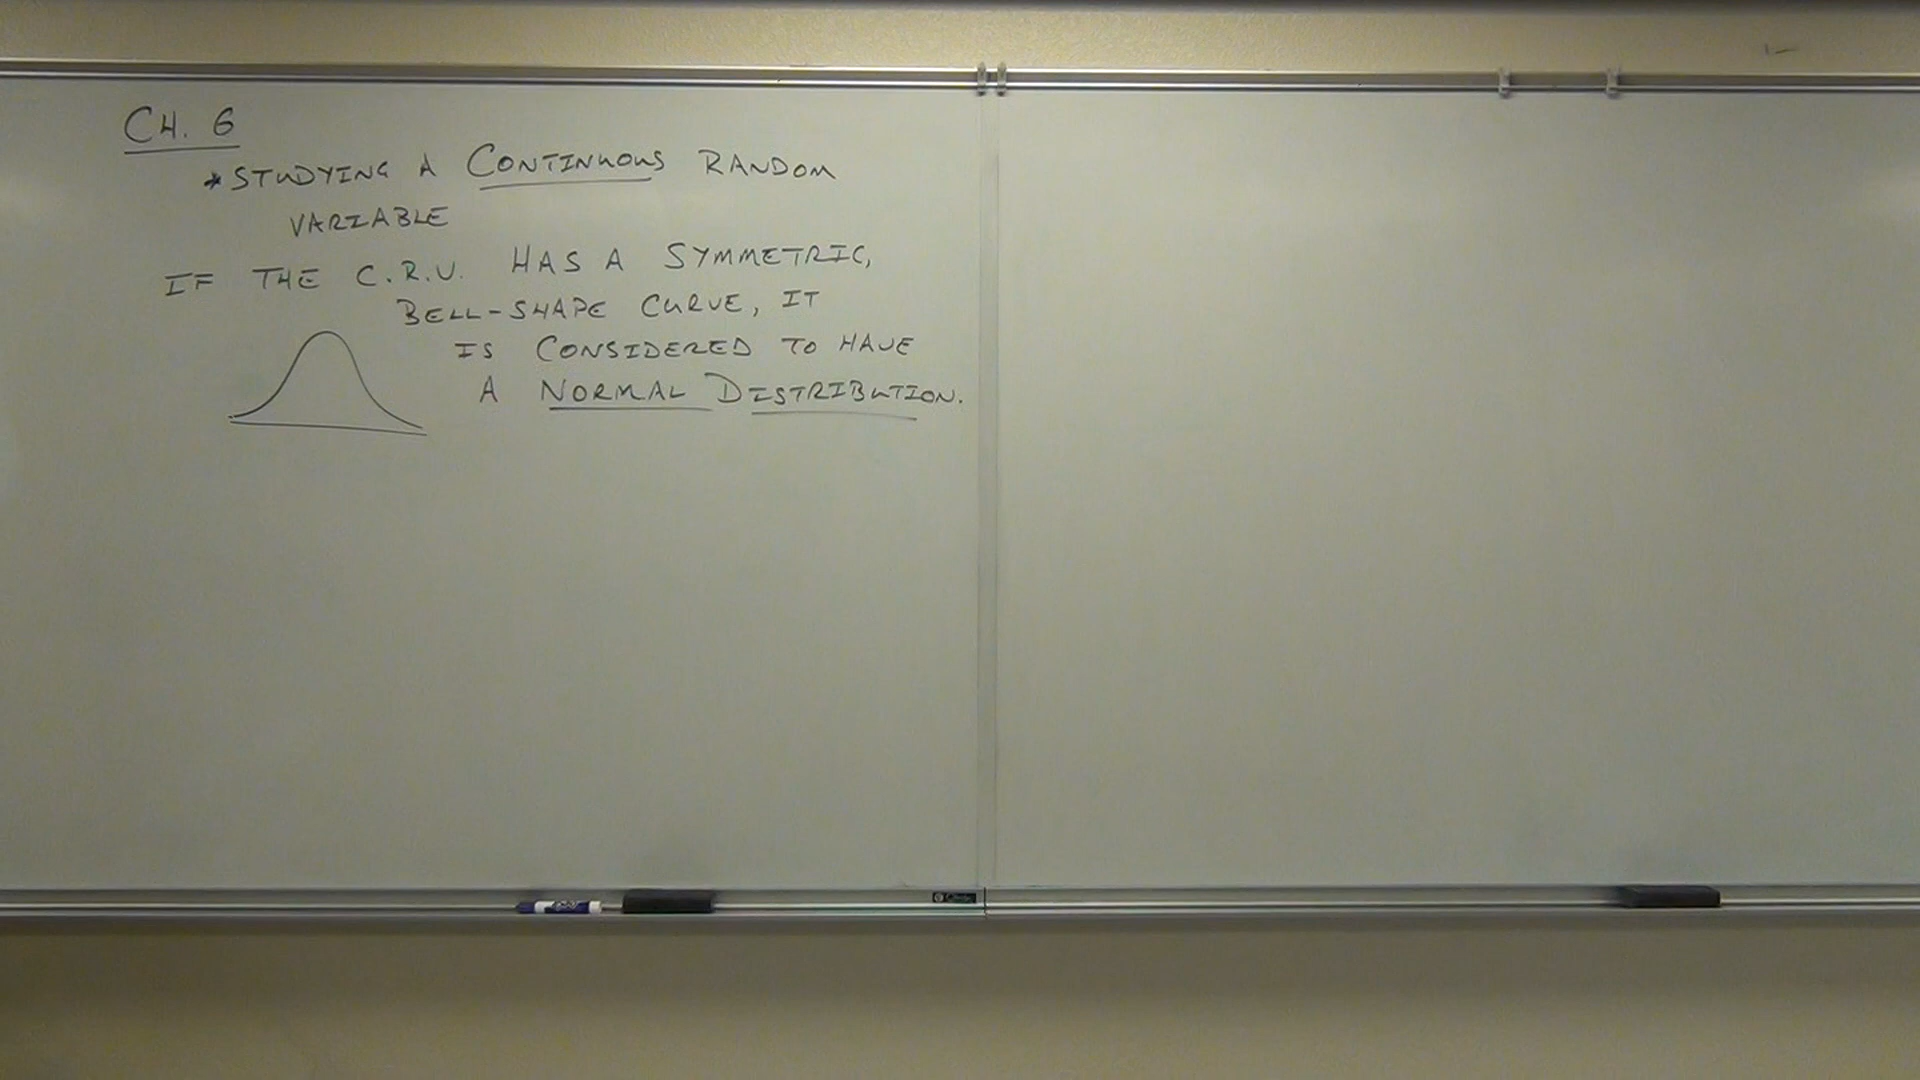 CH. 6
* STUDYING A CONTINUOUS RANDOM
VARIABLE
IF THE C.R.V. HAS A SYMMETRIC,
BELL-SHAPE CURVE, IT
IS CONSIDERED TO HAVE
A NORMAL DISTRIBUTION.